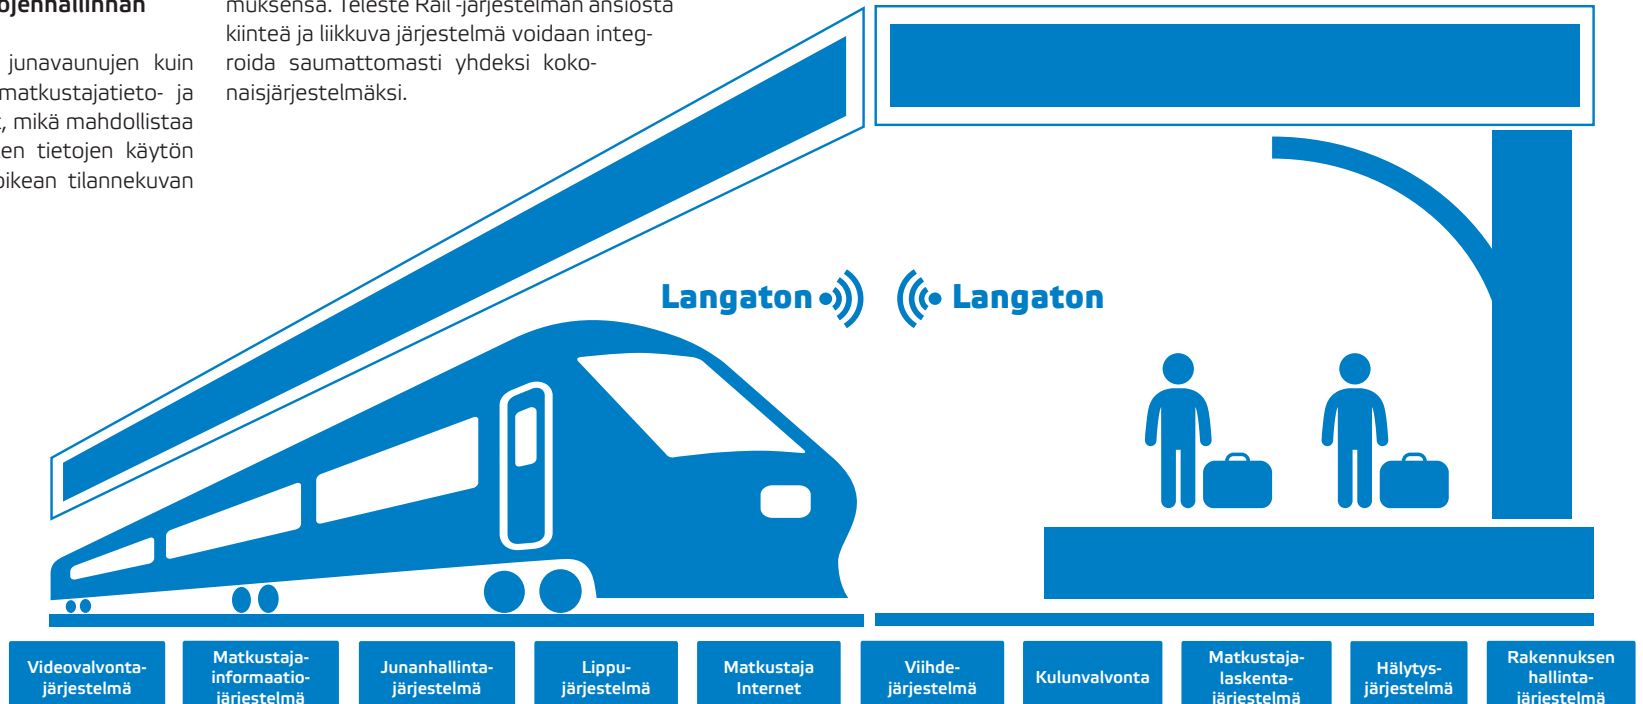 ojennallinnan
junavaunujen kuin
matkustajatieto- ja
, mikä mahdollistaa
en tietojen käytön
oikean tilannekuvan
muksensa. Teleste Rail -järjestelmän ansiosta
kiinteä ja liikkuva järjestelmä voidaan integ-
roida saumattomasti yhdeksi koko-
naisjärjestelmäksi.
Langaton
Langaton
Videovalvonta-
järjestelmä
Matkustaja-
informaatio-
järjestelmä
Junanhallinta-
järjestelmä
Lippu-
järjestelmä
Matkustaja
Internet
Viihde-
järjestelmä
Kulunvalvonta
Matkustaja-
laskenta-
järjestelmä
Hälytys-
järjestelmä
Rakennuksen
hallinta-
järjestelmä